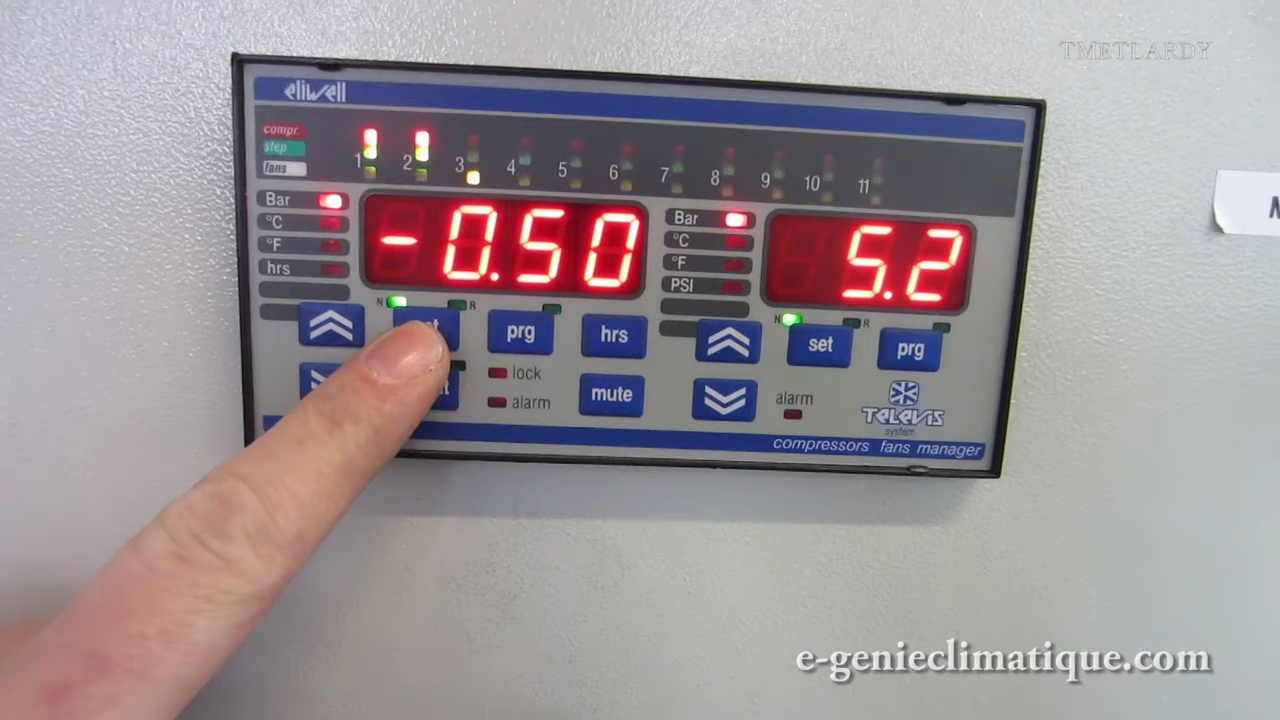 TMETLARDY
eliwell
compr.
step
fans
1 2 3 4 5 6 7 8 9 10 11
Bar
°C
°F
hrs
-0.50
Bar
°C
°F
PSI
5.2
N R
N R
prg
hrs
set
prg
lock
alarm
mute
alarm
TELEVIS
system
compressors fans manager
e-genieclimatique.com